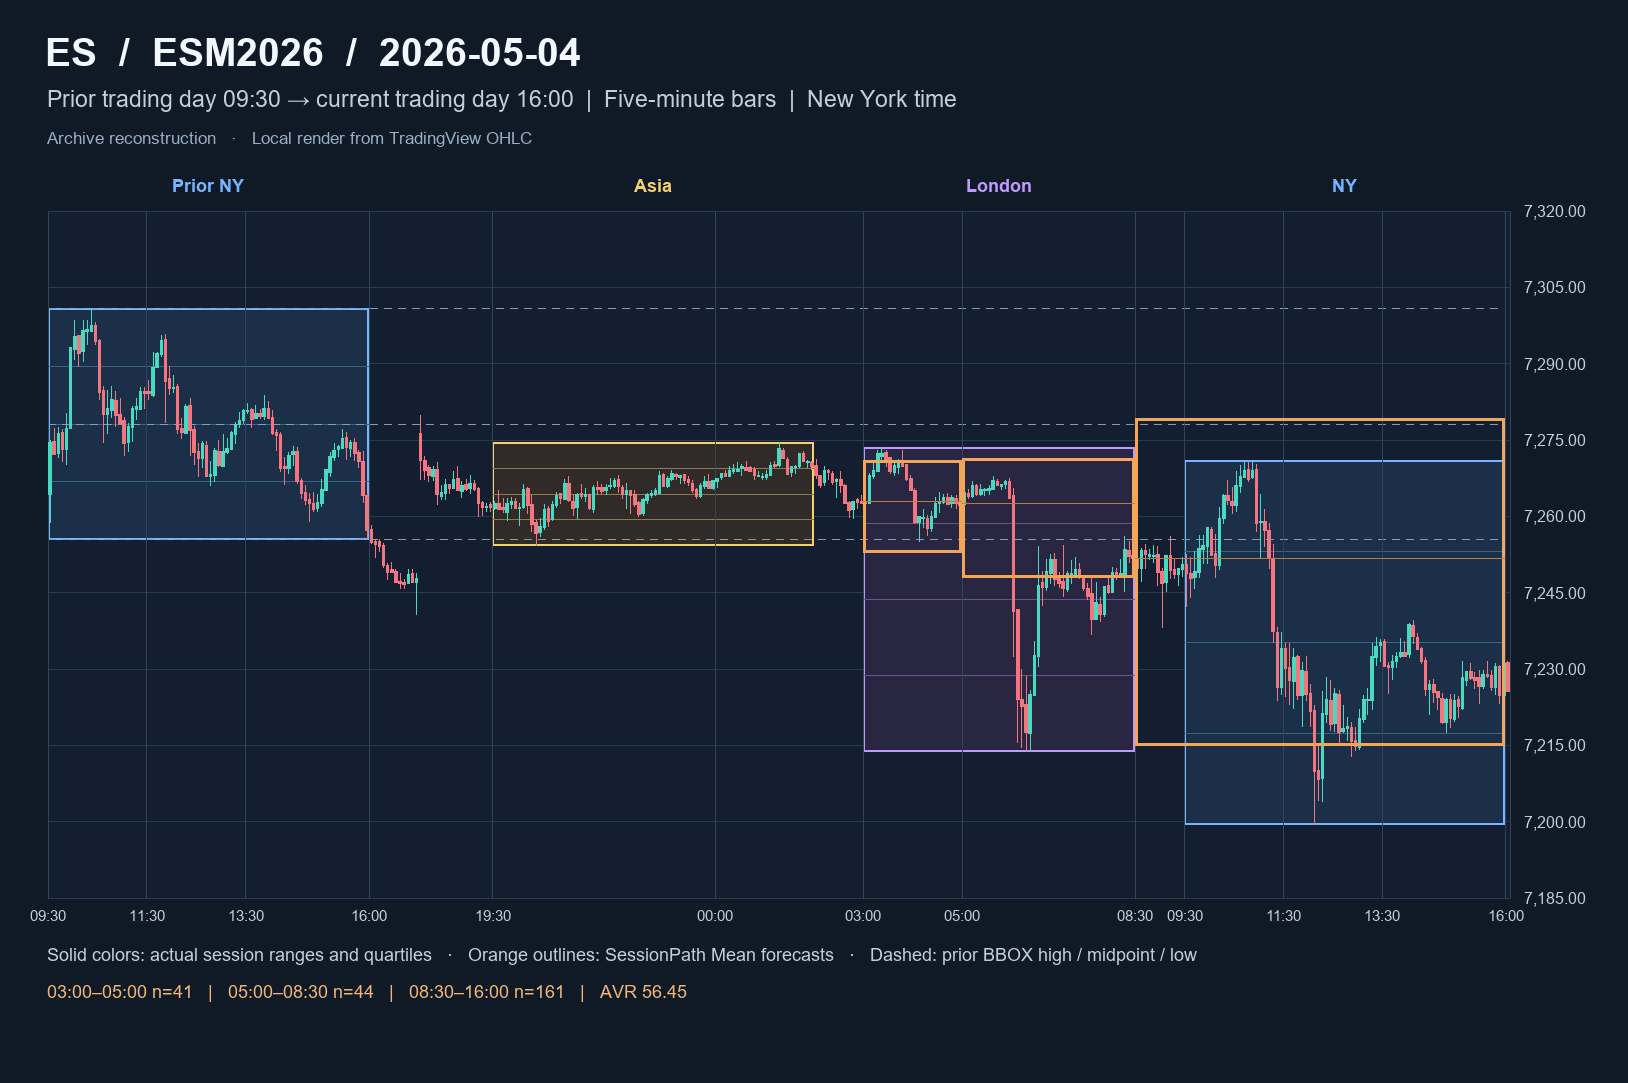 ES / ESM2026 / 2026-05-04
Prior trading day 09:30 → current trading day 16:00 | Five-minute bars | New York time
Archive reconstruction · Local render from TradingView OHLC
Prior NY Asia London NY
7,320.00
7,305.00
7,290.00
7,275.00
7,260.00
7,245.00
7,230.00
7,215.00
7,200.00
7,185.00
09:30 11:30 13:30 16:00 19:30 00:00 03:00 05:00 08:30 09:30 11:30 13:30 16:00
Solid colors: actual session ranges and quartiles · Orange outlines: SessionPath Mean forecasts · Dashed: prior BBOX high / midpoint / low
03:00–05:00 n=41 | 05:00–08:30 n=44 | 08:30–16:00 n=161 | AVR 56.45